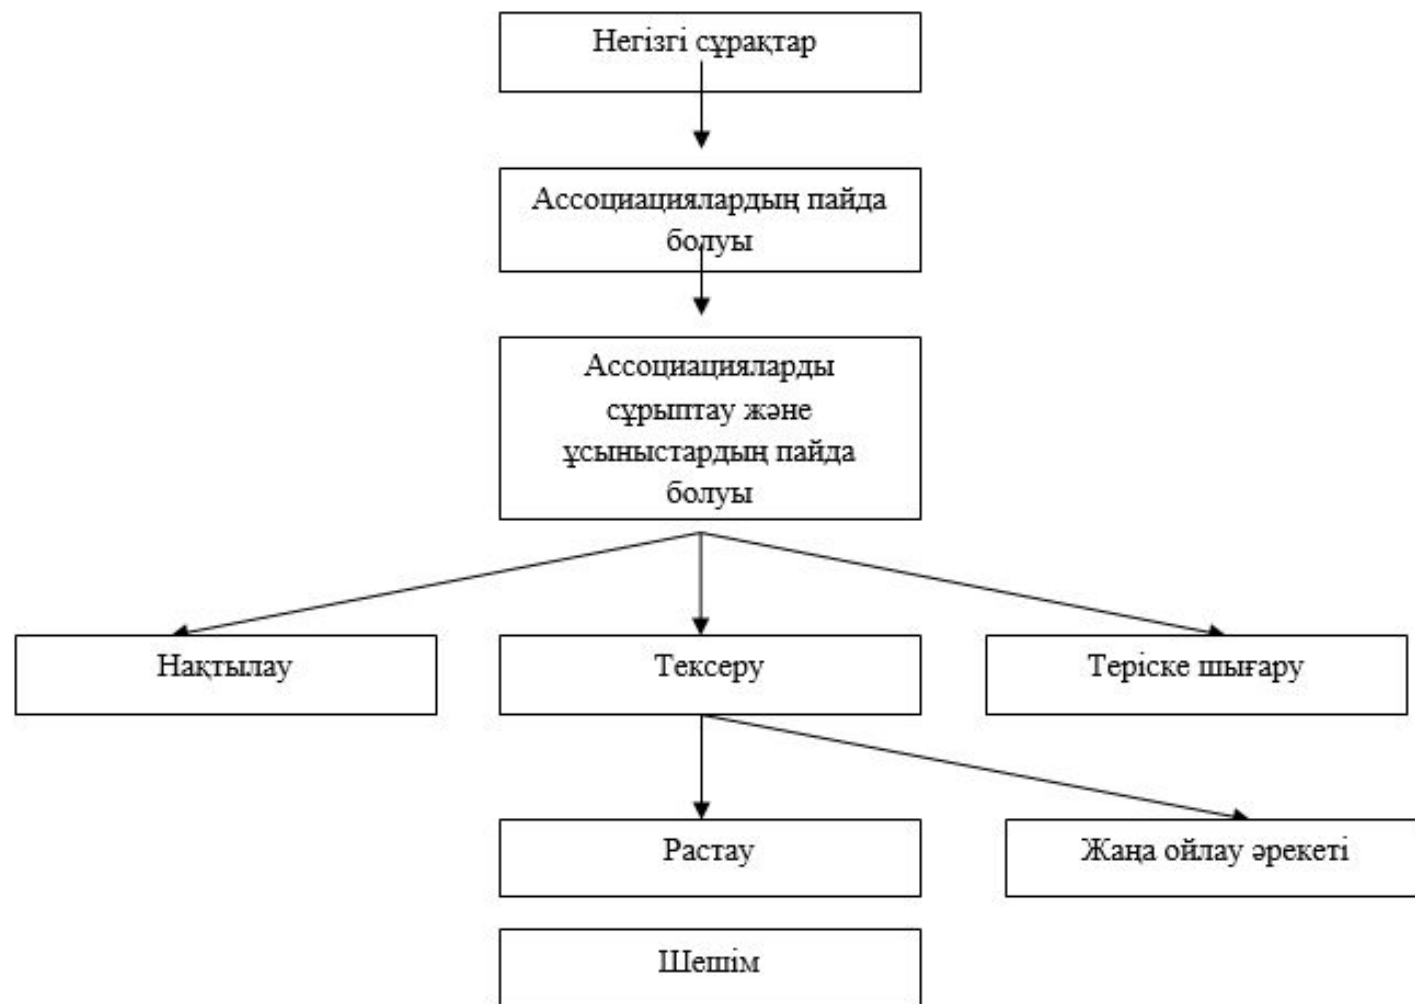 Негізгі сұрақтар
Ассоциациялардың пайда
болуы
Ассоциацияларды
сұрыптау және
ұсыныстардың пайда
болуы
Нақтылау
Тексеру
Теріске шығару
Растау
Жаңа ойлау әрекеті
Шешім